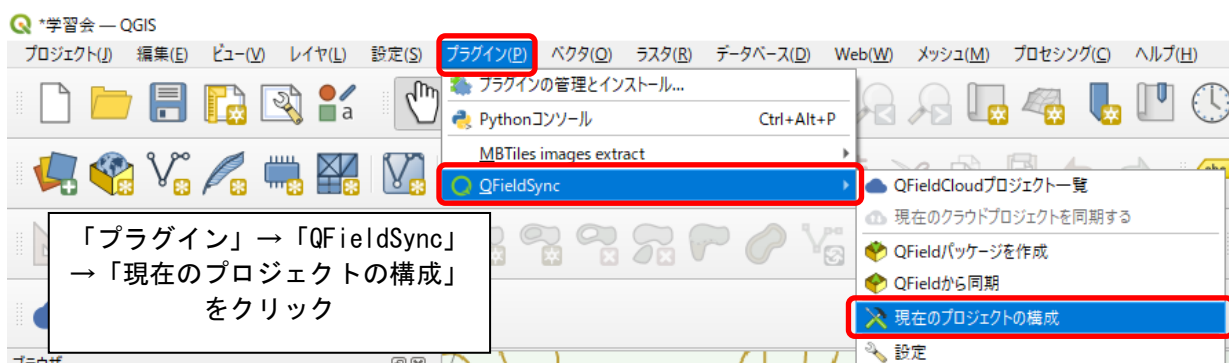 *学習会 — QGIS
プロジェクト(J) 編集(E) ビュー(V) レイヤ(L) 設定(S) プラグイン(P) ベクタ(O) ラスタ(R) データベース(D) Web(W) メッシュ(M) プロセシング(C) ヘルプ(H)
プラグインの管理とインストール...
Pythonコンソール Ctrl+Alt+P
MBTiles images extract
QFieldSync
QFieldCloudプロジェクト一覧
現在のクラウドプロジェクトを同期する
QFieldパッケージを作成
QFieldから同期
現在のプロジェクトの構成
設定
「プラグイン」→「QFieldSync」
→「現在のプロジェクトの構成」
をクリック